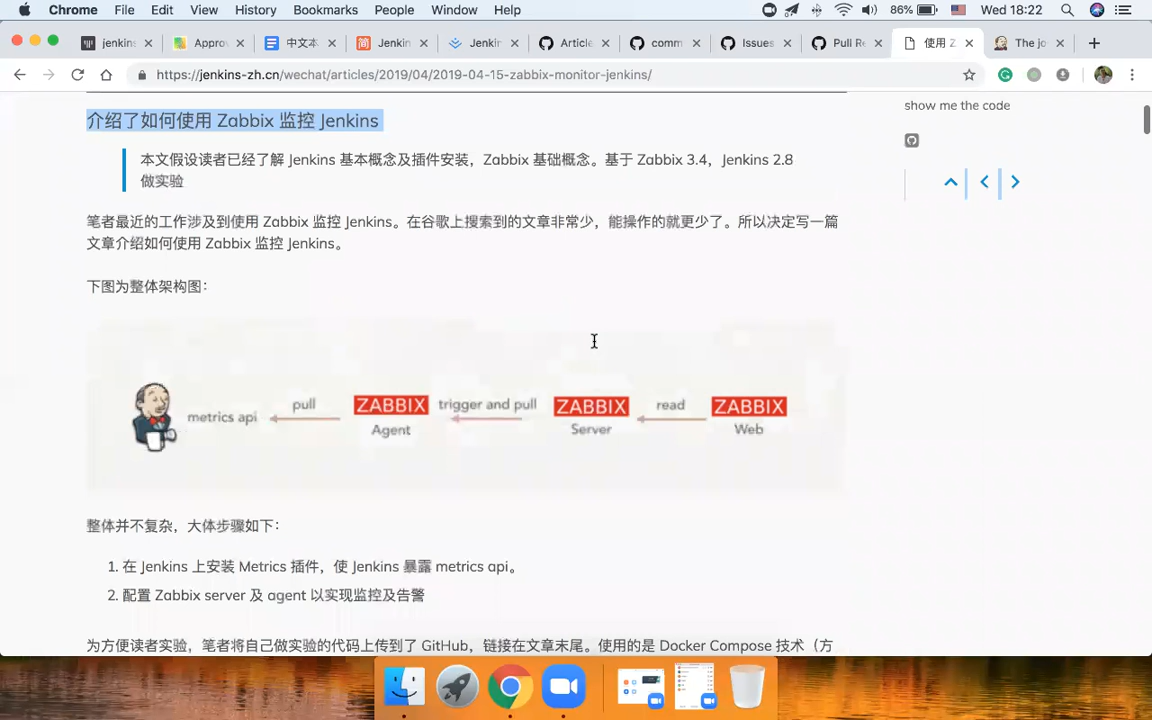 Chrome File Edit View History Bookmarks People Window Help 86% Wed 18:22
jenkins Approv 中文本 Jenkin Jenkin Article comm Issues Pull Re 使用 Z The jo
https://jenkins-zh.cn/wechat/articles/2019/04/2019-04-15-zabbix-monitor-jenkins/
show me the code
介绍了如何使用 Zabbix 监控 Jenkins
本文假设读者已经了解 Jenkins 基本概念及插件安装，Zabbix 基础概念。基于 Zabbix 3.4，Jenkins 2.8
做实验
笔者最近的工作涉及到使用 Zabbix 监控 Jenkins。在谷歌上搜索到的文章非常少，能操作的就更少了。所以决定写一篇
文章介绍如何使用 Zabbix 监控 Jenkins。
下图为整体架构图：
metrics api
pull
ZABBIX
Agent
trigger and pull
ZABBIX
Server
read
ZABBIX
Web
整体并不复杂，大体步骤如下：
1. 在 Jenkins 上安装 Metrics 插件，使 Jenkins 暴露 metrics api。
2. 配置 Zabbix server 及 agent 以实现监控及告警
为方便读者实验，笔者将自己做实验的代码上传到了 GitHub，链接在文章末尾。使用的是 Docker Compose 技术（方